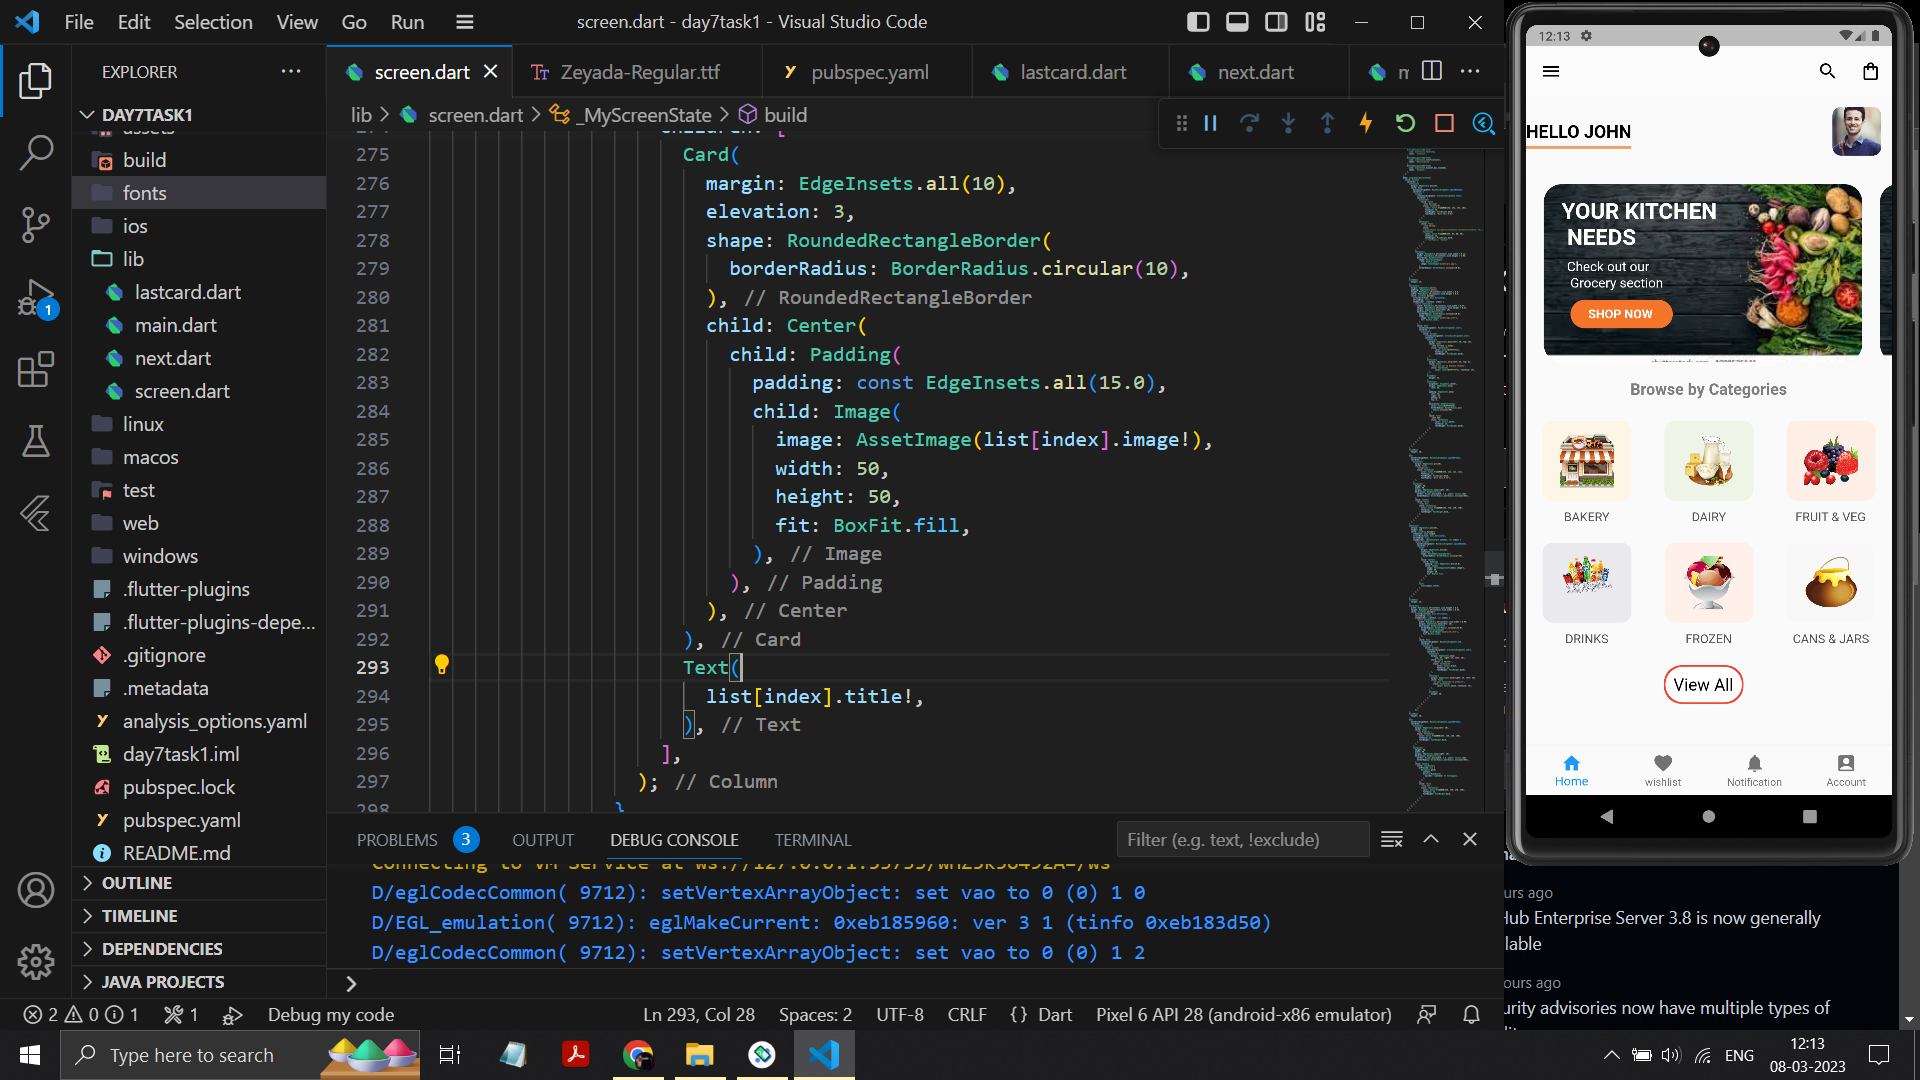 File Edit Selection View Go Run
screen.dart - day7task1 - Visual Studio Code
EXPLORER
DAY7TASK1
assets
build
fonts
ios
lib
lastcard.dart
main.dart
next.dart
screen.dart
linux
macos
test
web
windows
.flutter-plugins
.flutter-plugins-depe...
.gitignore
.metadata
analysis_options.yaml
day7task1.iml
pubspec.lock
pubspec.yaml
README.md
OUTLINE
TIMELINE
DEPENDENCIES
JAVA PROJECTS
1
screen.dart
Zeyada-Regular.ttf
pubspec.yaml
lastcard.dart
next.dart
lib > screen.dart > _MyScreenState > build
274 children: [
275 Card(
276 margin: EdgeInsets.all(10),
277 elevation: 3,
278 shape: RoundedRectangleBorder(
279 borderRadius: BorderRadius.circular(10),
280 ), // RoundedRectangleBorder
281 child: Center(
282 child: Padding(
283 padding: const EdgeInsets.all(15.0),
284 child: Image(
285 image: AssetImage(list[index].image!),
286 width: 50,
287 height: 50,
288 fit: BoxFit.fill,
289 ), // Image
290 ), // Padding
291 ), // Center
292 ), // Card
293 Text(
294 list[index].title!,
295 ), // Text
296 ],
297 ); // Column
298 }
PROBLEMS 3 OUTPUT DEBUG CONSOLE TERMINAL
Filter (e.g. text, !exclude)
Connecting to VM Service at
D/eglCodecCommon( 9712): setVertexArrayObject: set vao to 0 (0) 1 0
D/EGL_emulation( 9712): eglMakeCurrent: 0xeb185960: ver 3 1 (tinfo 0xeb183d50)
D/eglCodecCommon( 9712): setVertexArrayObject: set vao to 0 (0) 1 2
>
2 0 1 1 Debug my code
Ln 293, Col 28 Spaces: 2 UTF-8 CRLF {} Dart Pixel 6 API 28 (android-x86 emulator)
12:13
HELLO JOHN
YOUR KITCHEN
NEEDS
Check out our
Grocery section
SHOP NOW
Browse by Categories
BAKERY DAIRY FRUIT & VEG
DRINKS FROZEN CANS & JARS
View All
Home wishlist Notification Account
urs ago
Hub Enterprise Server 3.8 is now generally
lable
ours ago
urity advisories now have multiple types of
Type here to search
ENG
12:13
08-03-2023